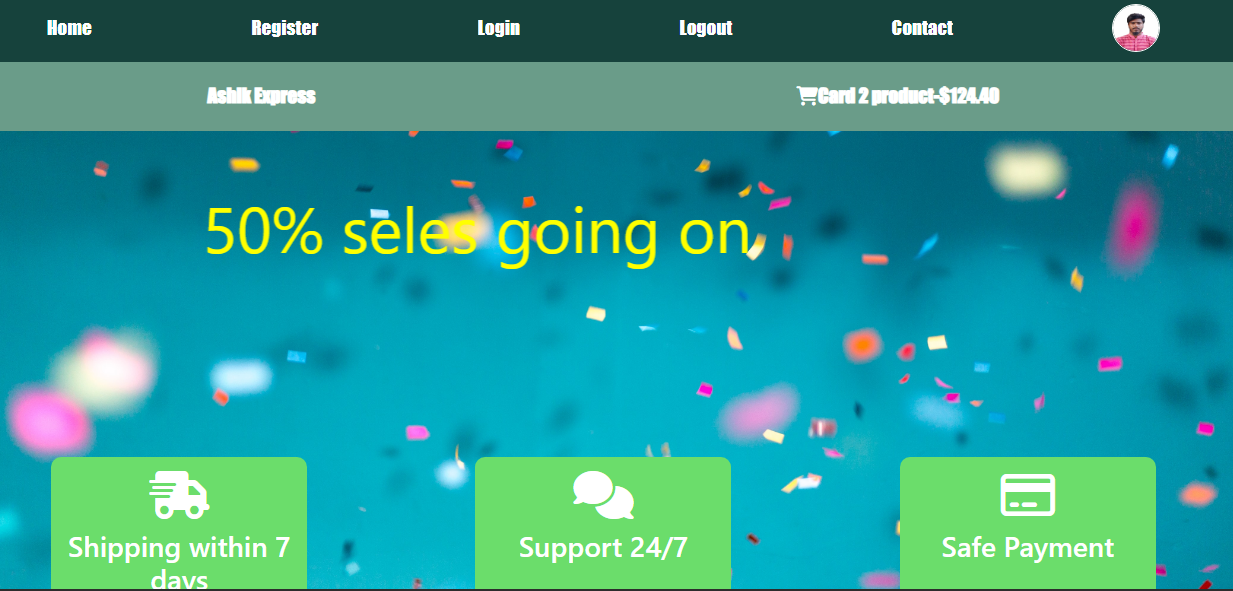 Home Register Login Logout Contact
Ashik Express Card 2 product-$124.40
50% seles going on
Shipping within 7
days
Support 24/7
Safe Payment